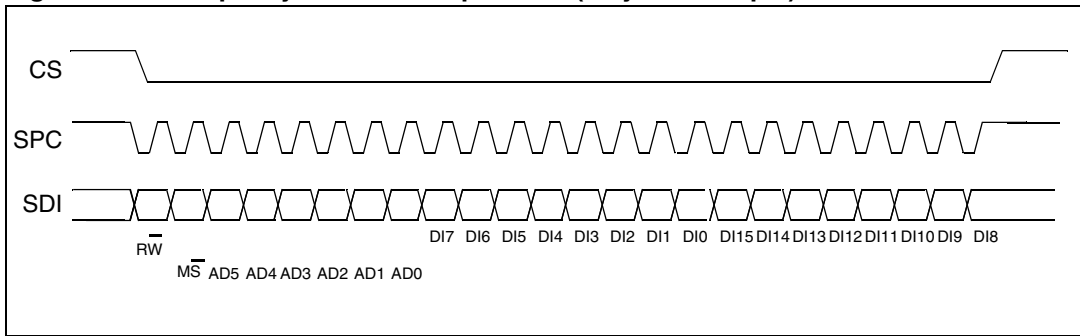 CS
SPC
SDI
RW̅
DI7 DI6 DI5 DI4 DI3 DI2 DI1 DI0 DI15 DI14 DI13 DI12 DI11 DI10 DI9 DI8
MS̅ AD5 AD4 AD3 AD2 AD1 AD0